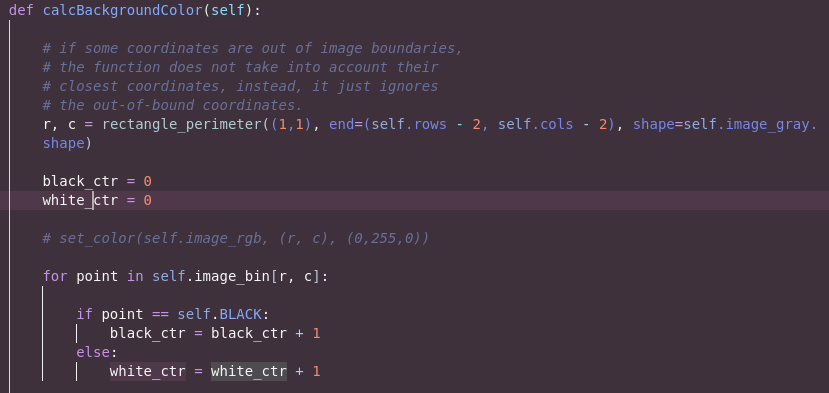 def calcBackgroundColor(self):
# if some coordinates are out of image boundaries,
# the function does not take into account their
# closest coordinates, instead, it just ignores
# the out-of-bound coordinates.
r, c = rectangle_perimeter((1,1), end=(self.rows - 2, self.cols - 2), shape=self.image_gray.
shape)
black_ctr = 0
white_ctr = 0
# set_color(self.image_rgb, (r, c), (0,255,0))
for point in self.image_bin[r, c]:
if point == self.BLACK:
black_ctr = black_ctr + 1
else:
white_ctr = white_ctr + 1